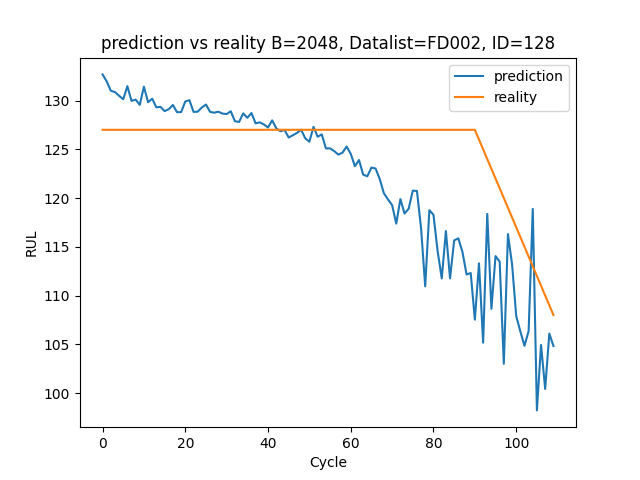 prediction vs reality B=2048, Datalist=FD002, ID=128
prediction
reality
RUL
130
125
120
115
110
105
100
0 20 40 60 80 100
Cycle